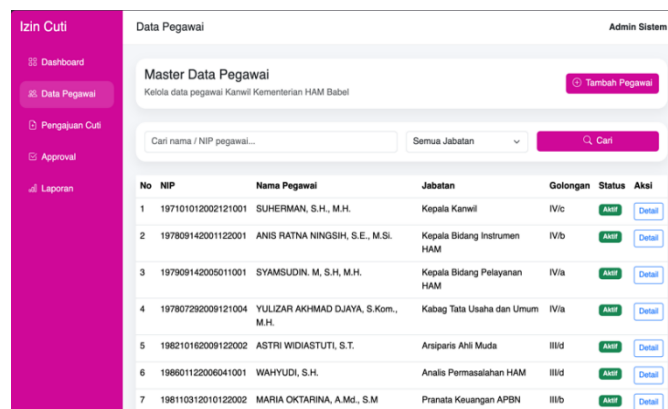 Izin Cuti
Data Pegawai
Admin Sistem
Dashboard
Data Pegawai
Pengajuan Cuti
Approval
Laporan
Master Data Pegawai
Kelola data pegawai Kanwil Kementerian HAM Babel
Tambah Pegawai
Cari nama / NIP pegawai...
Semua Jabatan
Cari
No NIP Nama Pegawai Jabatan Golongan Status Aksi
1 197101012002121001 SUHERMAN, S.H., M.H. Kepala Kanwil IV/c Aktif Detail
2 197809142001122001 ANIS RATNA NINGSIH, S.E., M.Si. Kepala Bidang Instrumen IV/b Aktif Detail
HAM
3 197909142005011001 SYAMSUDIN. M, S.H, M.H. Kepala Bidang Pelayanan IV/a Aktif Detail
HAM
4 197807292009121004 YULIZAR AKHMAD DJAYA, S.Kom., Kabag Tata Usaha dan Umum IV/a Aktif Detail
M.H.
5 198210162009122002 ASTRI WIDIASTUTI, S.T. Arsiparis Ahli Muda III/d Aktif Detail
6 198601122006041001 WAHYUDI, S.H. Analis Permasalahan HAM III/d Aktif Detail
7 198110312010122002 MARIA OKTARINA, A.Md., S.M Pranata Keuangan APBN III/b Aktif Detail